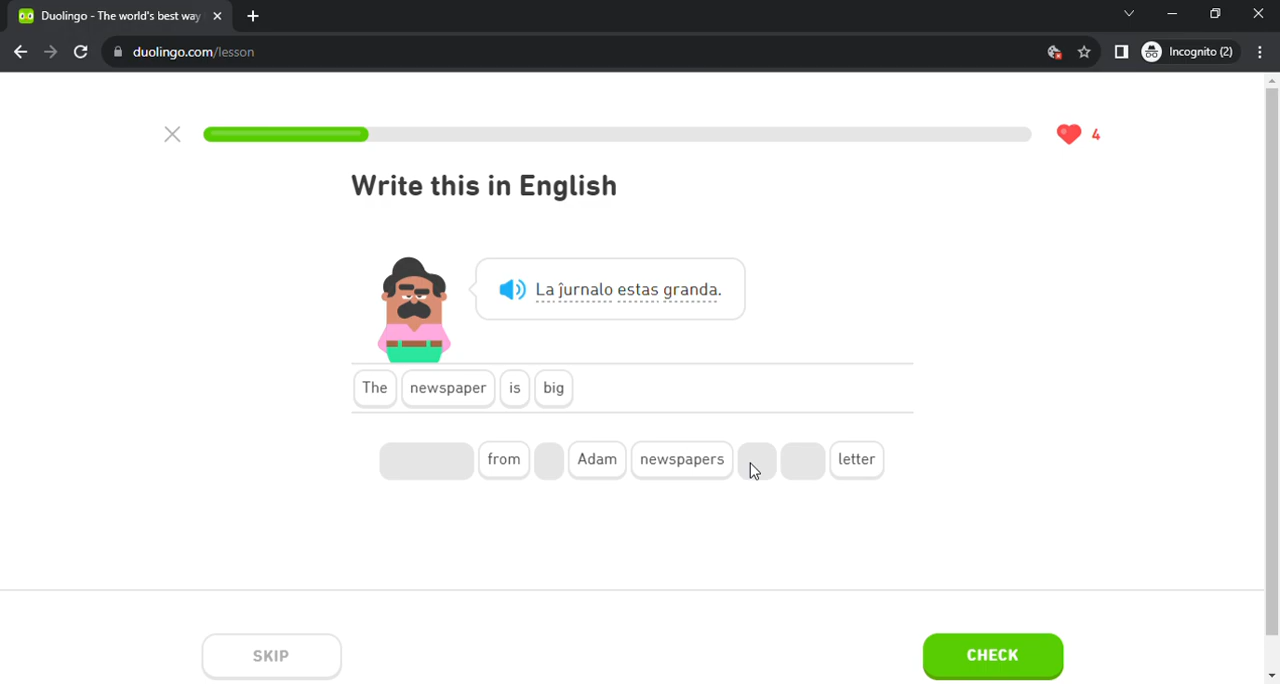 Duolingo - The world's best way
duolingo.com/lesson
Incognito (2)
4
Write this in English
La ĵurnalo estas granda.
The newspaper is big
from Adam newspapers letter
SKIP
CHECK